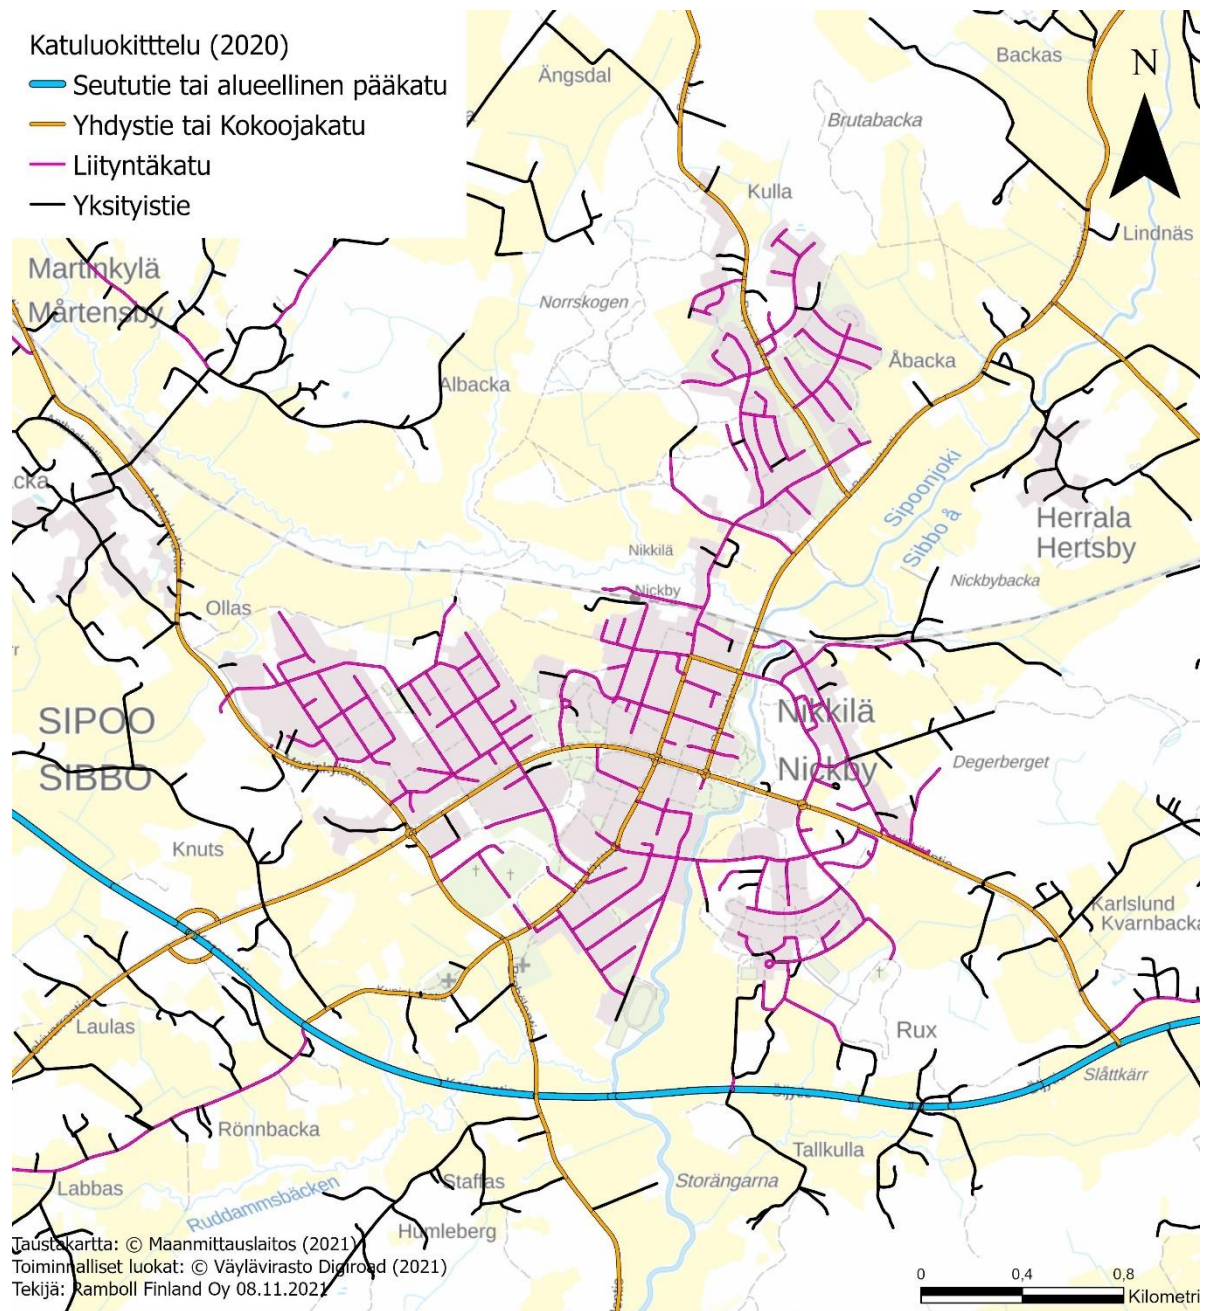 Katuluokitttelu (2020)
Seututie tai alueellinen pääkatu
Yhdystie tai Kokoojakatu
Liityntäkatu
Yksityistie
N
Ängsdal
Backas
Brutabacka
Kulla
Lindnäs
Martinkylä
Mårtensby
Norrskogen
Åbacka
Albacka
Sipoonjoki
Sibbo å
Herrala
Hertsby
Nikkilä
Nickby
Nickbybacka
Ollas
SIPOO
SIBBO
Nikkilä
Nickby
Degerberget
Knuts
Karlslund
Kvarnbacka
Laulas
Rux
Slåttkärr
Rönnbacka
Tallkulla
Labbas
Staffas
Storängarna
Ruddammsbäcken
Humleberg
Taustakartta: © Maanmittauslaitos (2021)
Toiminnalliset luokat: © Väylävirasto Digiroad (2021)
Tekijä: Ramboll Finland Oy 08.11.2021
0 0,4 0,8
Kilometri